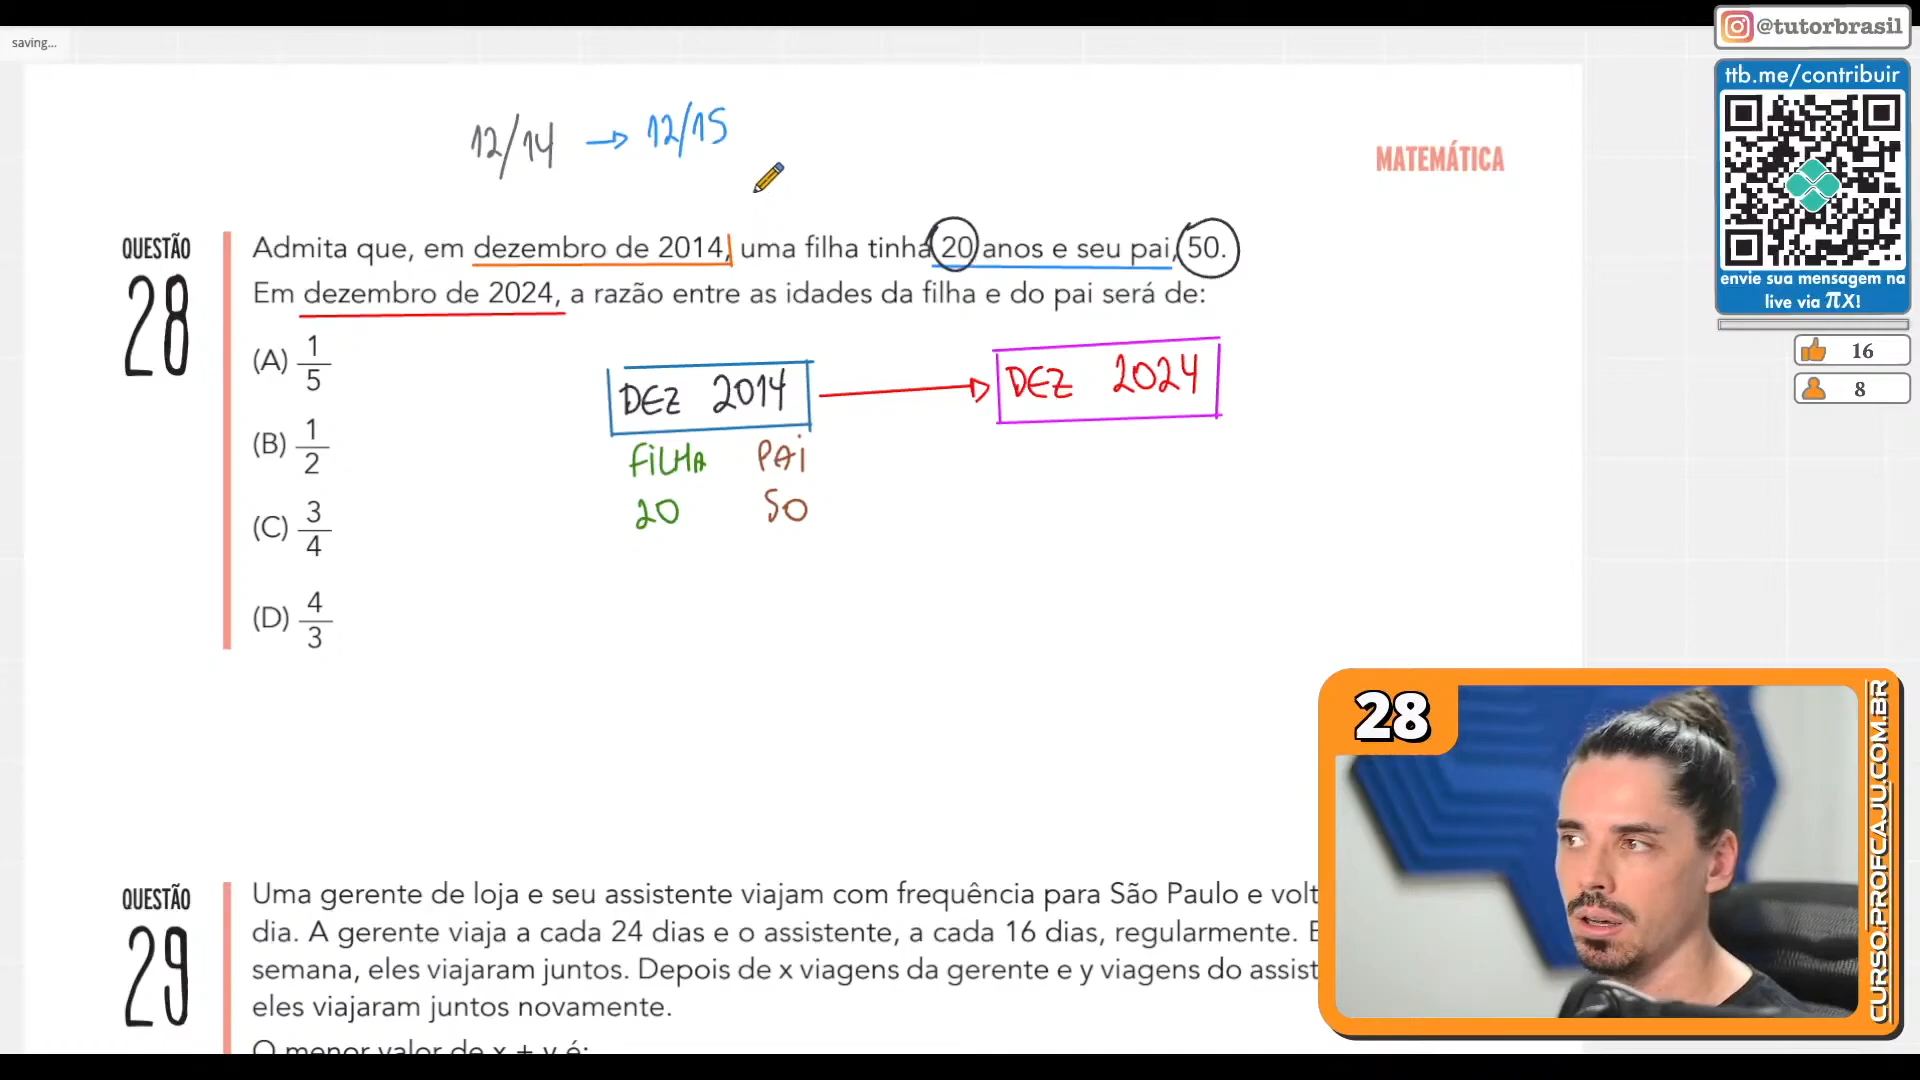 saving...
@tutorbrasil
ttb.me/contribuir
12/14 → 12/15
MATEMÁTICA
envie sua mensagem na
live via πX!
16
8
QUESTÃO
28
Admita que, em dezembro de 2014, uma filha tinha 20 anos e seu pai, 50.
Em dezembro de 2024, a razão entre as idades da filha e do pai será de:
(A) 1/5
(B) 1/2
(C) 3/4
(D) 4/3
DEZ 2014
DEZ 2024
FILHA PAI
20 50
28
CURSO.PROFCAJU.COM.BR
QUESTÃO
29
Uma gerente de loja e seu assistente viajam com frequência para São Paulo e volt
dia. A gerente viaja a cada 24 dias e o assistente, a cada 16 dias, regularmente. E
semana, eles viajaram juntos. Depois de x viagens da gerente e y viagens do assist
eles viajaram juntos novamente.
O menor valor de x + y é: